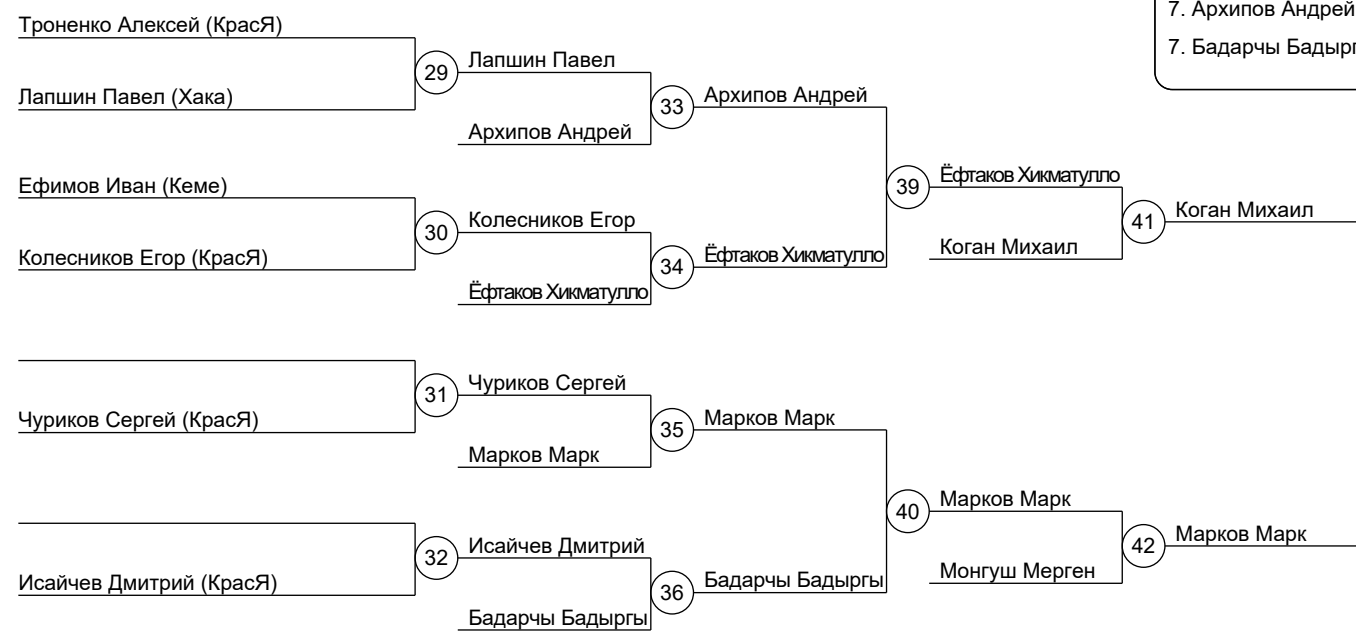 7. Архипов Андрей
Троненко Алексей (КрасЯ)
7. Бадарчы Бадырг
29 Лапшин Павел
Лапшин Павел (Хака)
33 Архипов Андрей
Архипов Андрей
39 Ёфтаков Хикматулло
Ефимов Иван (Кеме)
41 Коган Михаил
30 Колесников Егор
Коган Михаил
Колесников Егор (КрасЯ)
34 Ёфтаков Хикматулло
Ёфтаков Хикматулло
31 Чуриков Сергей
Чуриков Сергей (КрасЯ)
35 Марков Марк
Марков Марк
40 Марков Марк
42 Марков Марк
32 Исайчев Дмитрий
Монгуш Мерген
Исайчев Дмитрий (КрасЯ)
36 Бадарчы Бадыргы
Бадарчы Бадыргы